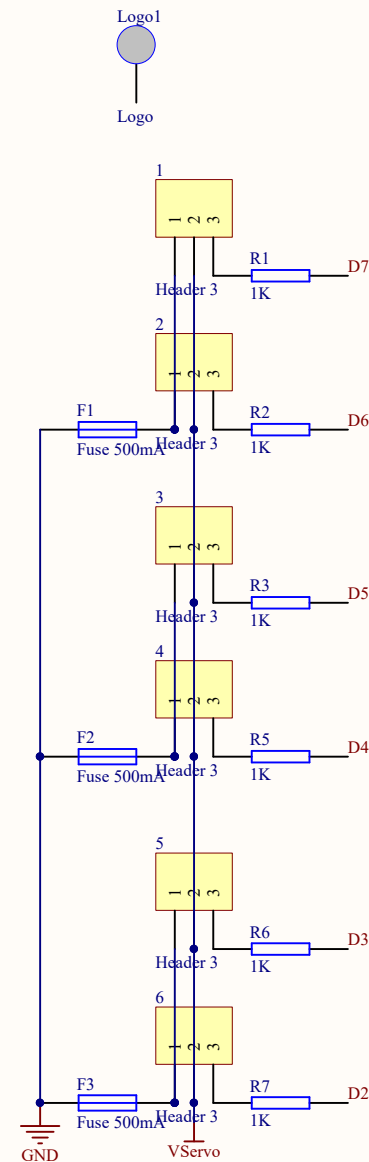 Logo1
Logo
1
1 2 3
R1
D7
Header 3
1K
2
1 2 3
F1
R2
D6
Fuse 500mA
Header 3
1K
3
1 2 3
R3
D5
Header 3
1K
4
1 2 3
F2
R5
D4
Fuse 500mA
Header 3
1K
5
1 2 3
R6
D3
Header 3
1K
6
1 2 3
F3
R7
D2
Fuse 500mA
Header 3
1K
GND
VServo